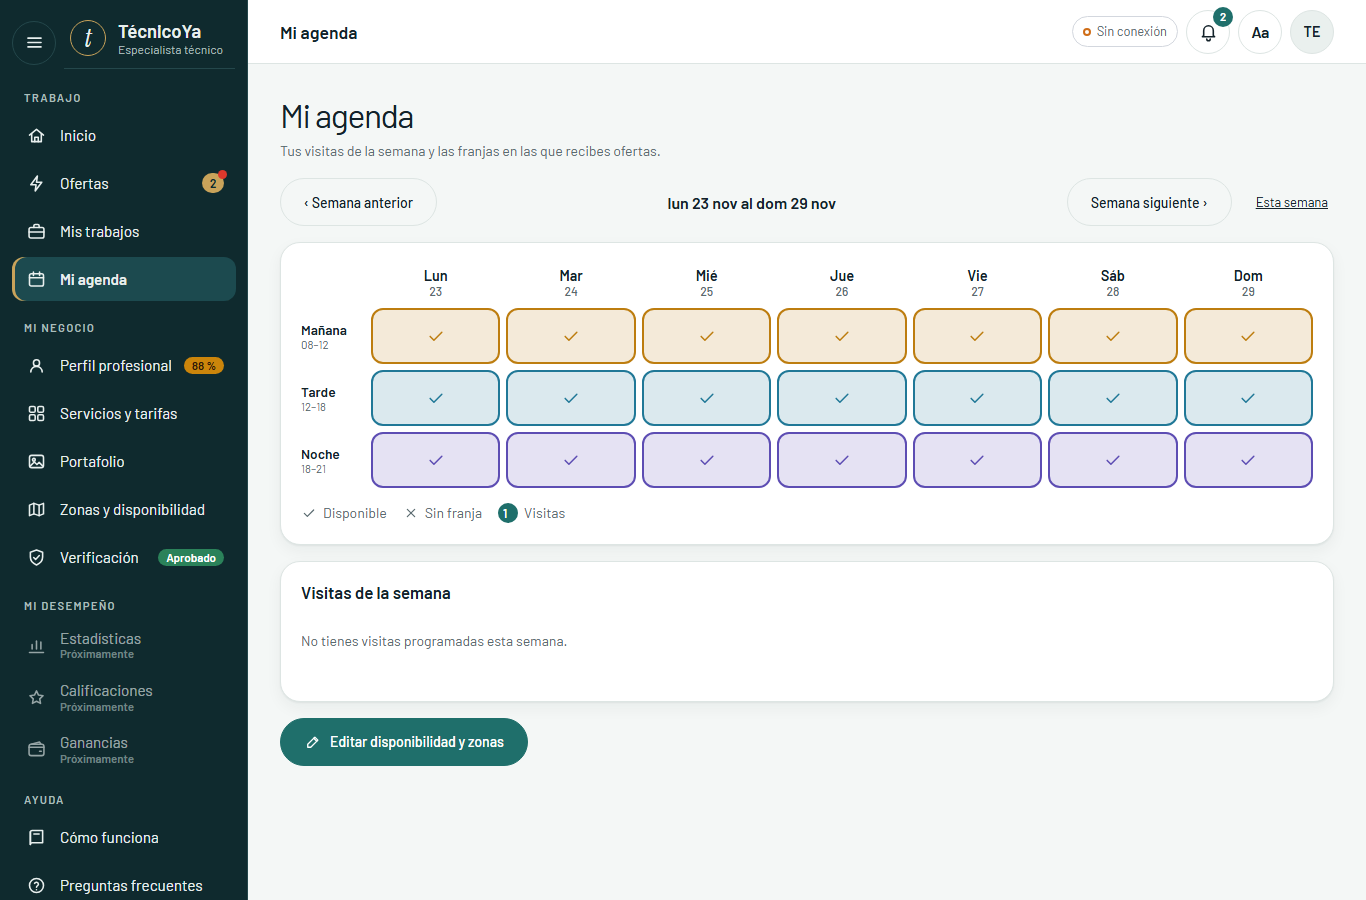 t
TécnicoYa
Especialista técnico
TRABAJO
Inicio
Ofertas 2
Mis trabajos
Mi agenda
MI NEGOCIO
Perfil profesional 88 %
Servicios y tarifas
Portafolio
Zonas y disponibilidad
Verificación Aprobado
MI DESEMPEÑO
Estadísticas
Próximamente
Calificaciones
Próximamente
Ganancias
Próximamente
AYUDA
Cómo funciona
Preguntas frecuentes
Mi agenda
Sin conexión 2 Aa TE
Mi agenda
Tus visitas de la semana y las franjas en las que recibes ofertas.
‹ Semana anterior lun 23 nov al dom 29 nov Semana siguiente › Esta semana
Lun Mar Mié Jue Vie Sáb Dom
23 24 25 26 27 28 29
Mañana
08–12
Tarde
12–18
Noche
18–21
Disponible Sin franja 1 Visitas
Visitas de la semana
No tienes visitas programadas esta semana.
Editar disponibilidad y zonas